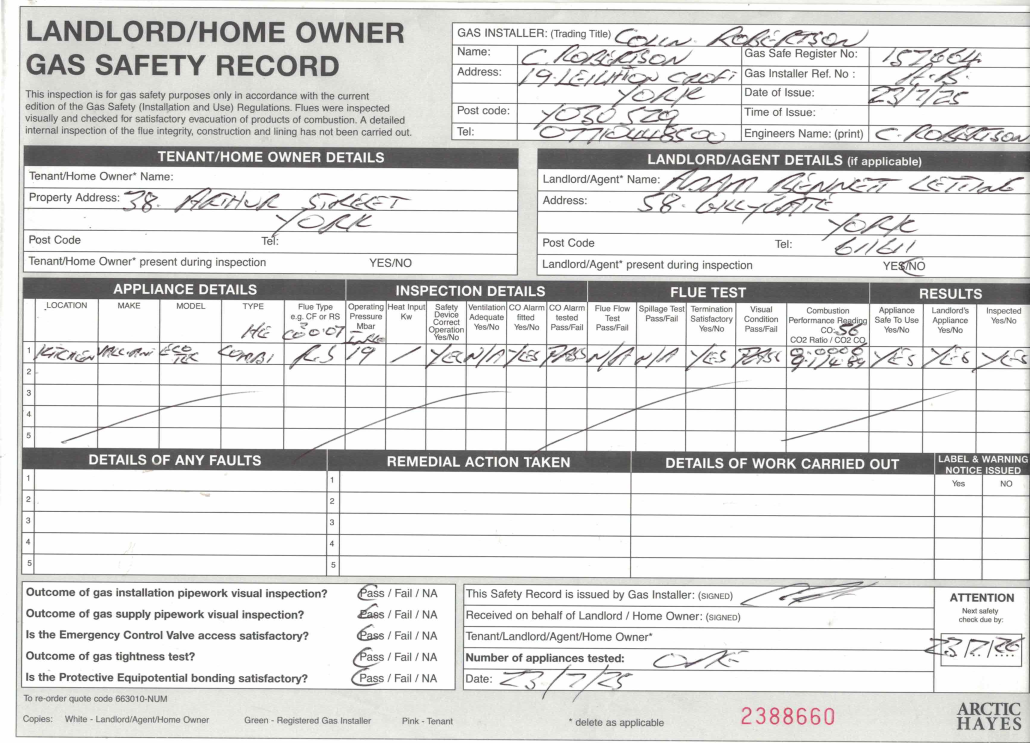 LANDLORD/HOME OWNER
GAS SAFETY RECORD
This inspection is for gas safety purposes only in accordance with the current
edition of the Gas Safety (Installation and Use) Regulations. Flues were inspected
visually and checked for satisfactory evacuation of products of combustion. A detailed
internal inspection of the flue integrity, construction and lining has not been carried out.
GAS INSTALLER: (Trading Title) COLIN ROBERTSON
Name: C. ROBERTSON
Gas Safe Register No: 157664
Address: 19. CROFT
Gas Installer Ref. No :
YORK
Date of Issue: 23/7/25
Post code: YO30
Time of Issue:
Tel: 07710448500
Engineers Name: (print) C. ROBERTSON
TENANT/HOME OWNER DETAILS
Tenant/Home Owner* Name:
Property Address: 38. ARTHUR STREET
YORK
Post Code Tel:
Tenant/Home Owner* present during inspection YES/NO
LANDLORD/AGENT DETAILS (if applicable)
Landlord/Agent* Name: ADAM BENNETT LETTING
Address: 58. GILLYGATE
YORK
Post Code Tel: 611611
Landlord/Agent* present during inspection YES/NO
APPLIANCE DETAILS INSPECTION DETAILS FLUE TEST RESULTS
LOCATION MAKE MODEL TYPE Flue Type e.g. CF or RS Operating Pressure Mbar Heat Input Kw Safety Device Correct Operation Yes/No Ventilation Adequate Yes/No CO Alarm fitted Yes/No CO Alarm tested Pass/Fail Flue Flow Test Pass/Fail Spillage Test Pass/Fail Termination Satisfactory Yes/No Visual Condition Pass/Fail Combustion Performance Reading CO2 56 CO2 Ratio / CO2 CO Appliance Safe To Use Yes/No Landlord's Appliance Yes/No Inspected Yes/No
HE
1 KITCHEN ECO TEC COMBI R.S 19 / YES N/A YES PASS N/A N/A YES PASS YES YES YES
2
3
4
5
DETAILS OF ANY FAULTS REMEDIAL ACTION TAKEN DETAILS OF WORK CARRIED OUT LABEL & WARNING NOTICE ISSUED
Yes NO
1 1
2 2
3 3
4 4
5 5
Outcome of gas installation pipework visual inspection? Pass / Fail / NA
Outcome of gas supply pipework visual inspection? Pass / Fail / NA
Is the Emergency Control Valve access satisfactory? Pass / Fail / NA
Outcome of gas tightness test? Pass / Fail / NA
Is the Protective Equipotential bonding satisfactory? Pass / Fail / NA
This Safety Record is issued by Gas Installer: (SIGNED)
Received on behalf of Landlord / Home Owner: (SIGNED)
Tenant/Landlord/Agent/Home Owner*
Number of appliances tested: ONE
Date: 23/7/25
ATTENTION
Next safety
check due by:
23/7/26
To re-order quote code 663010-NUM
Copies: White - Landlord/Agent/Home Owner Green - Registered Gas Installer Pink - Tenant
* delete as applicable
2388660
ARCTIC
HAYES